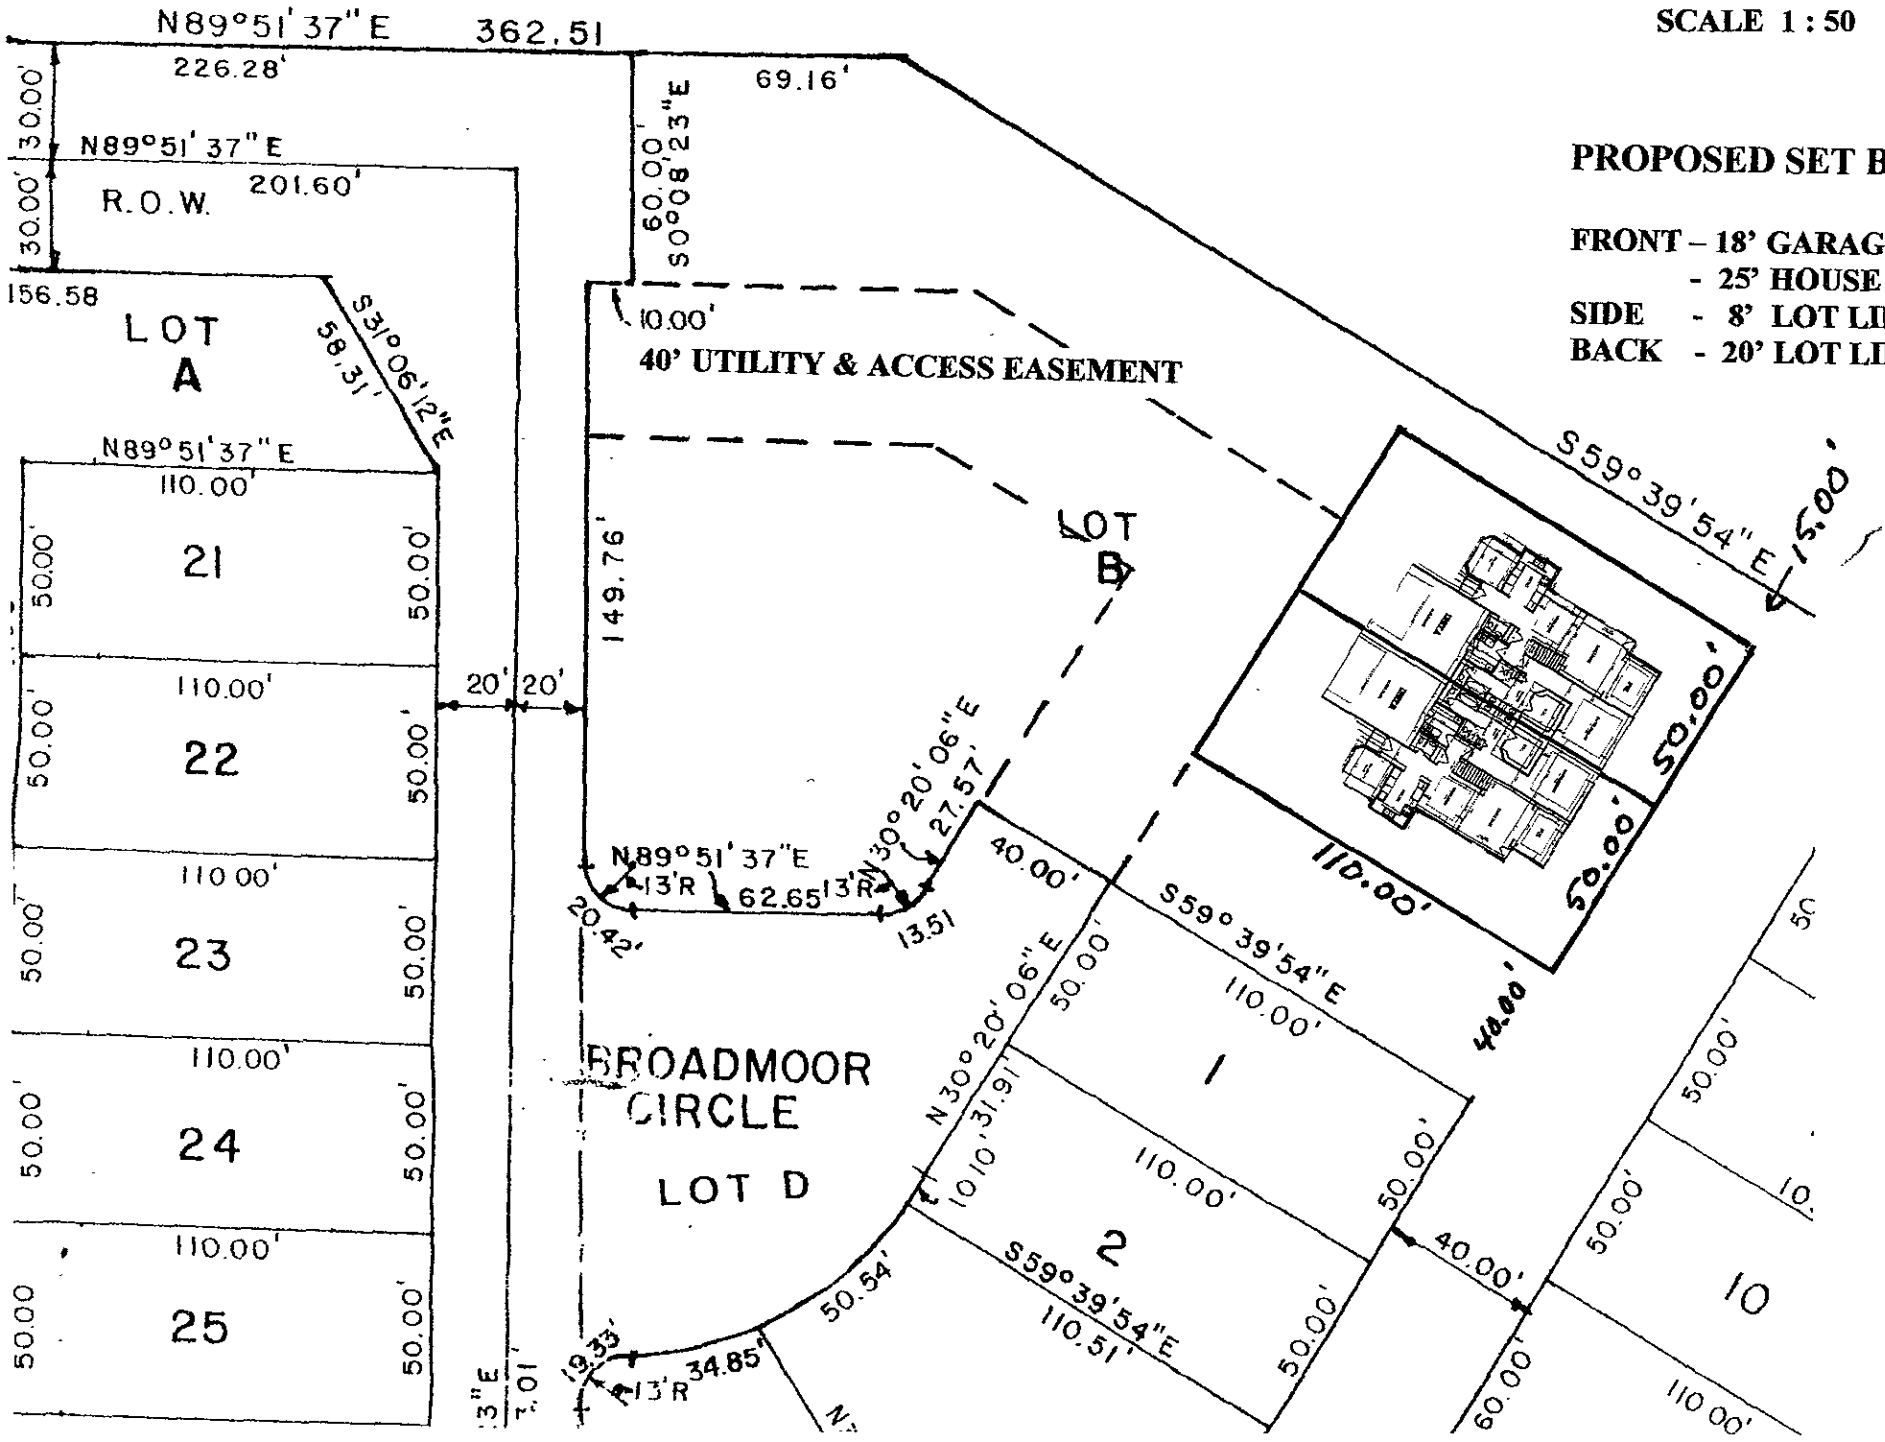 N89°51'37"E 362.51
SCALE 1 : 50
226.28'
69.16'
30.00'
60.00'
S0°08'23"E
N89°51'37"E
201.60'
R.O.W.
30.00'
PROPOSED SET B
FRONT – 18' GARAG
- 25' HOUSE
SIDE - 8' LOT LI
BACK - 20' LOT LI
156.58
10.00'
40' UTILITY & ACCESS EASEMENT
LOT
A
S31°06'12"E
58.31'
N89°51'37"E
110.00'
50.00'
21
50.00'
149.76'
LOT
B
S59°39'54"E
15.00'
110.00'
50.00'
22
50.00'
20' 20'
50.00'
50.00'
110.00'
40.00'
N30°20'06"E
27.57'
N89°51'37"E
13'R
62.65
13'R
20.42'
13.51
40.00'
110.00'
50.00'
23
50.00'
S59°39'54"E
110.00'
N30°20'06"E
50.00'
31.91'
10.10'
1
50.00'
110.00'
50.00'
24
50.00'
BROADMOOR
CIRCLE
LOT D
110.00'
2
S59°39'54"E
110.51'
50.00'
40.00'
50
50.00'
50.00'
10.
10
60.00'
110.00'
110.00'
50.00
25
50.00'
3"E
7.01'
19.33'
13'R
34.85'
50.54'